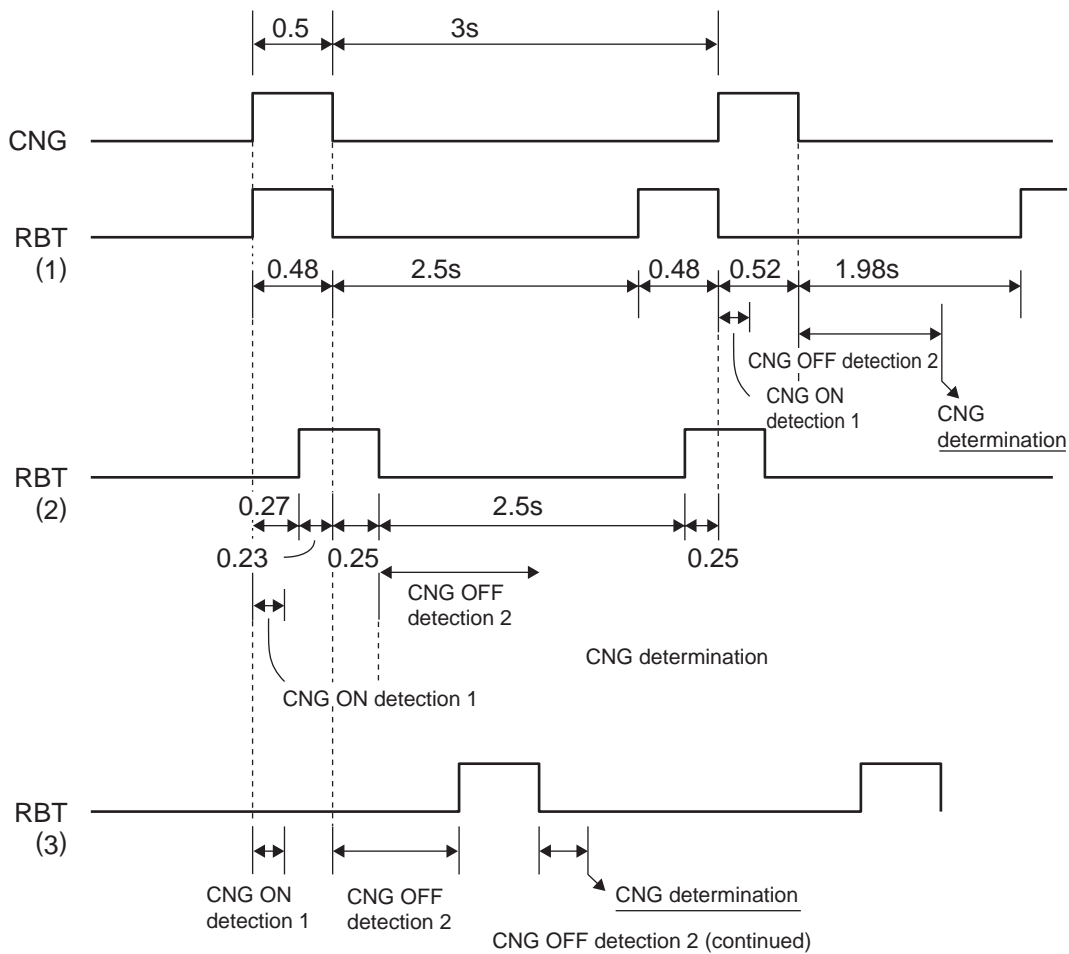 0.5 3s
CNG
RBT
(1)
0.48 2.5s 0.48 0.52 1.98s
CNG OFF detection 2
CNG ON
detection 1
CNG
determination
RBT
(2)
0.27 2.5s
0.23 0.25 0.25
CNG OFF
detection 2
CNG determination
CNG ON detection 1
RBT
(3)
CNG ON
detection 1
CNG OFF
detection 2
CNG determination
CNG OFF detection 2 (continued)